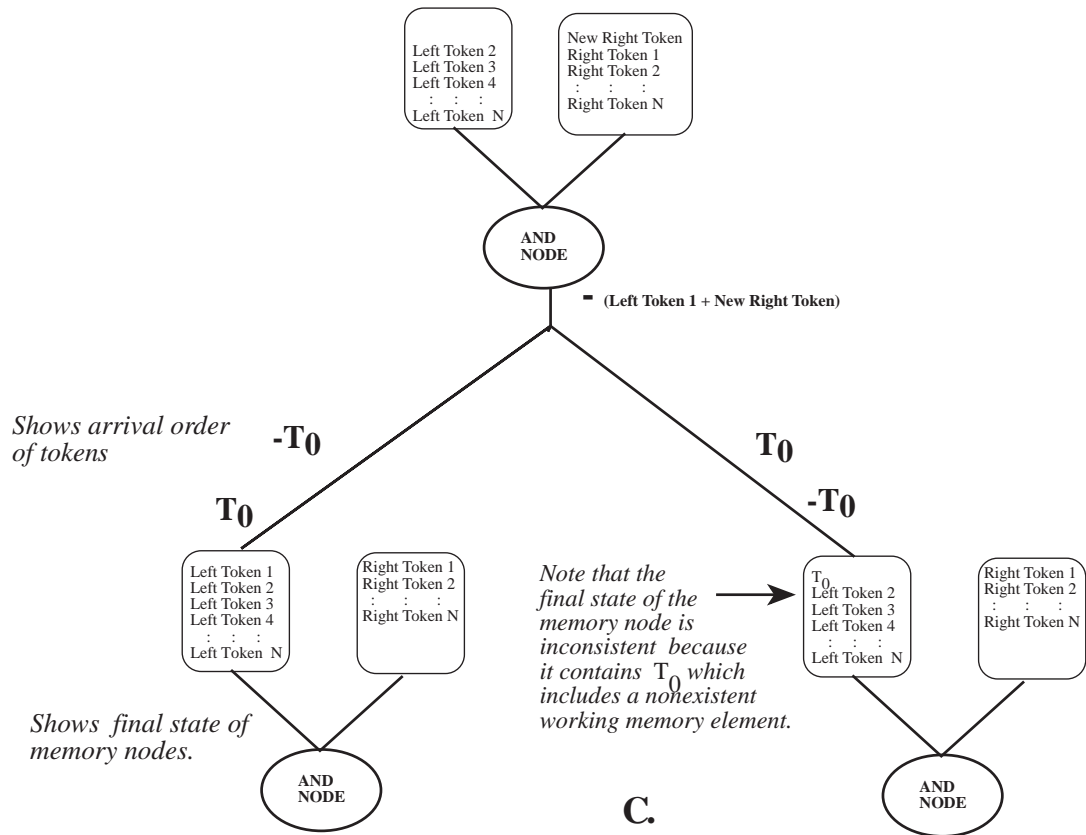 Left Token 2
Left Token 3
Left Token 4
: : :
Left Token N
New Right Token
Right Token 1
Right Token 2
: : :
Right Token N
AND
NODE
- (Left Token 1 + New Right Token)
Shows arrival order
of tokens
-T0
T0
T0
-T0
Left Token 1
Left Token 2
Left Token 3
Left Token 4
: : :
Left Token N
Right Token 1
Right Token 2
: : :
Right Token N
Note that the
final state of the
memory node is
inconsistent because
it contains T0 which
includes a nonexistent
working memory element.
T0
Left Token 2
Left Token 3
Left Token 4
: : :
Left Token N
Right Token 1
Right Token 2
: : :
Right Token N
Shows final state of
memory nodes.
AND
NODE
AND
NODE
C.